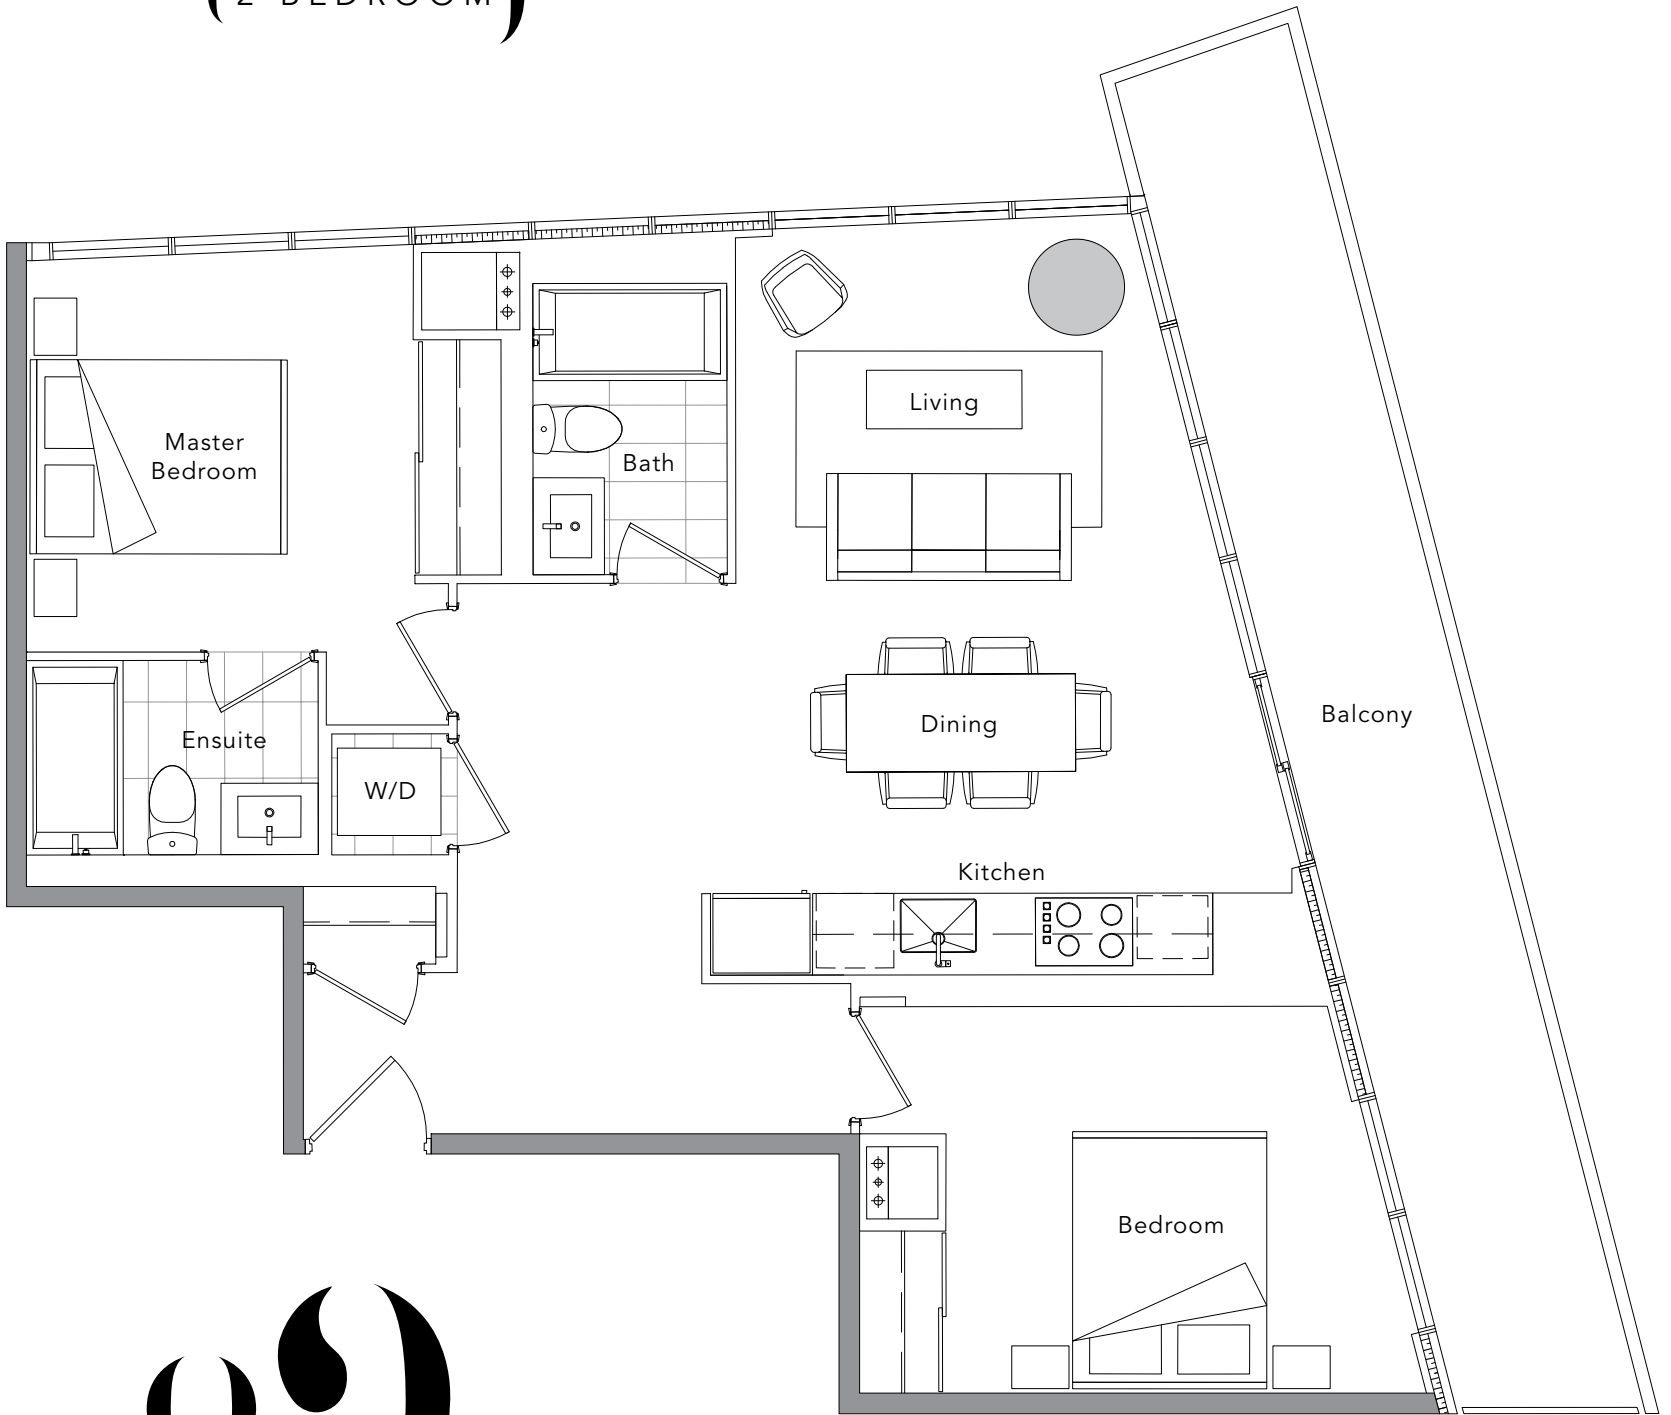 (2 BEDROOM)
Master
Bedroom
Bath
Living
Ensuite
W/D
Dining
Balcony
Kitchen
Bedroom